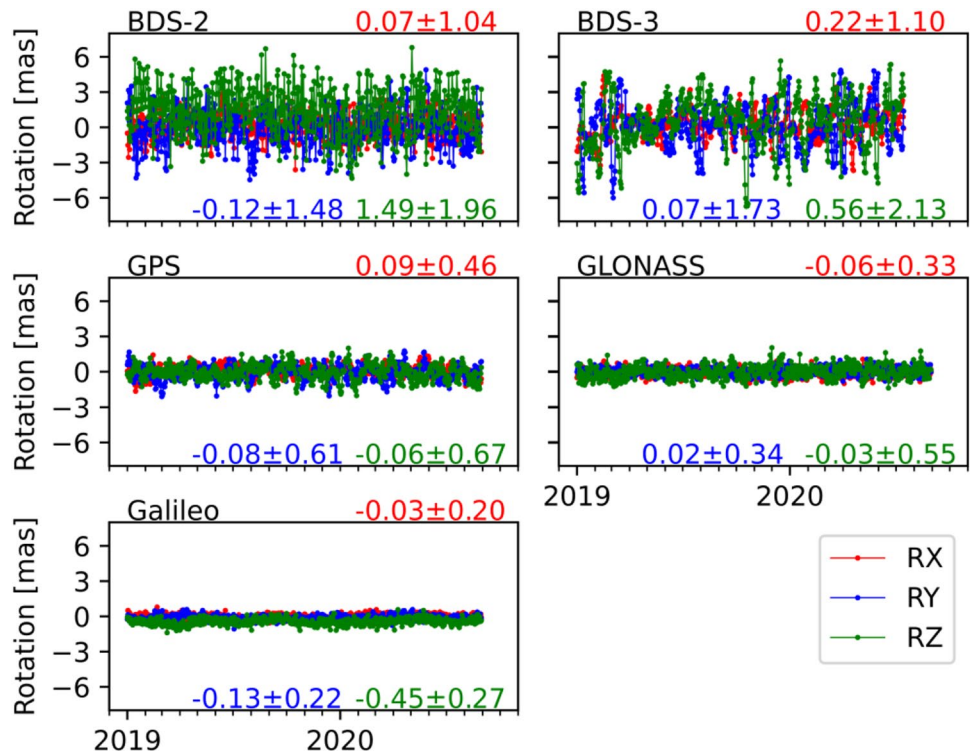 BDS-2 0.07±1.04
BDS-3 0.22±1.10
Rotation [mas]
6
3
0
−3
−6
-0.12±1.48 1.49±1.96
0.07±1.73 0.56±2.13
GPS 0.09±0.46
GLONASS -0.06±0.33
Rotation [mas]
6
3
0
−3
−6
-0.08±0.61 -0.06±0.67
0.02±0.34 -0.03±0.55
2019 2020
Galileo -0.03±0.20
Rotation [mas]
6
3
0
−3
−6
-0.13±0.22 -0.45±0.27
2019 2020
RX
RY
RZ